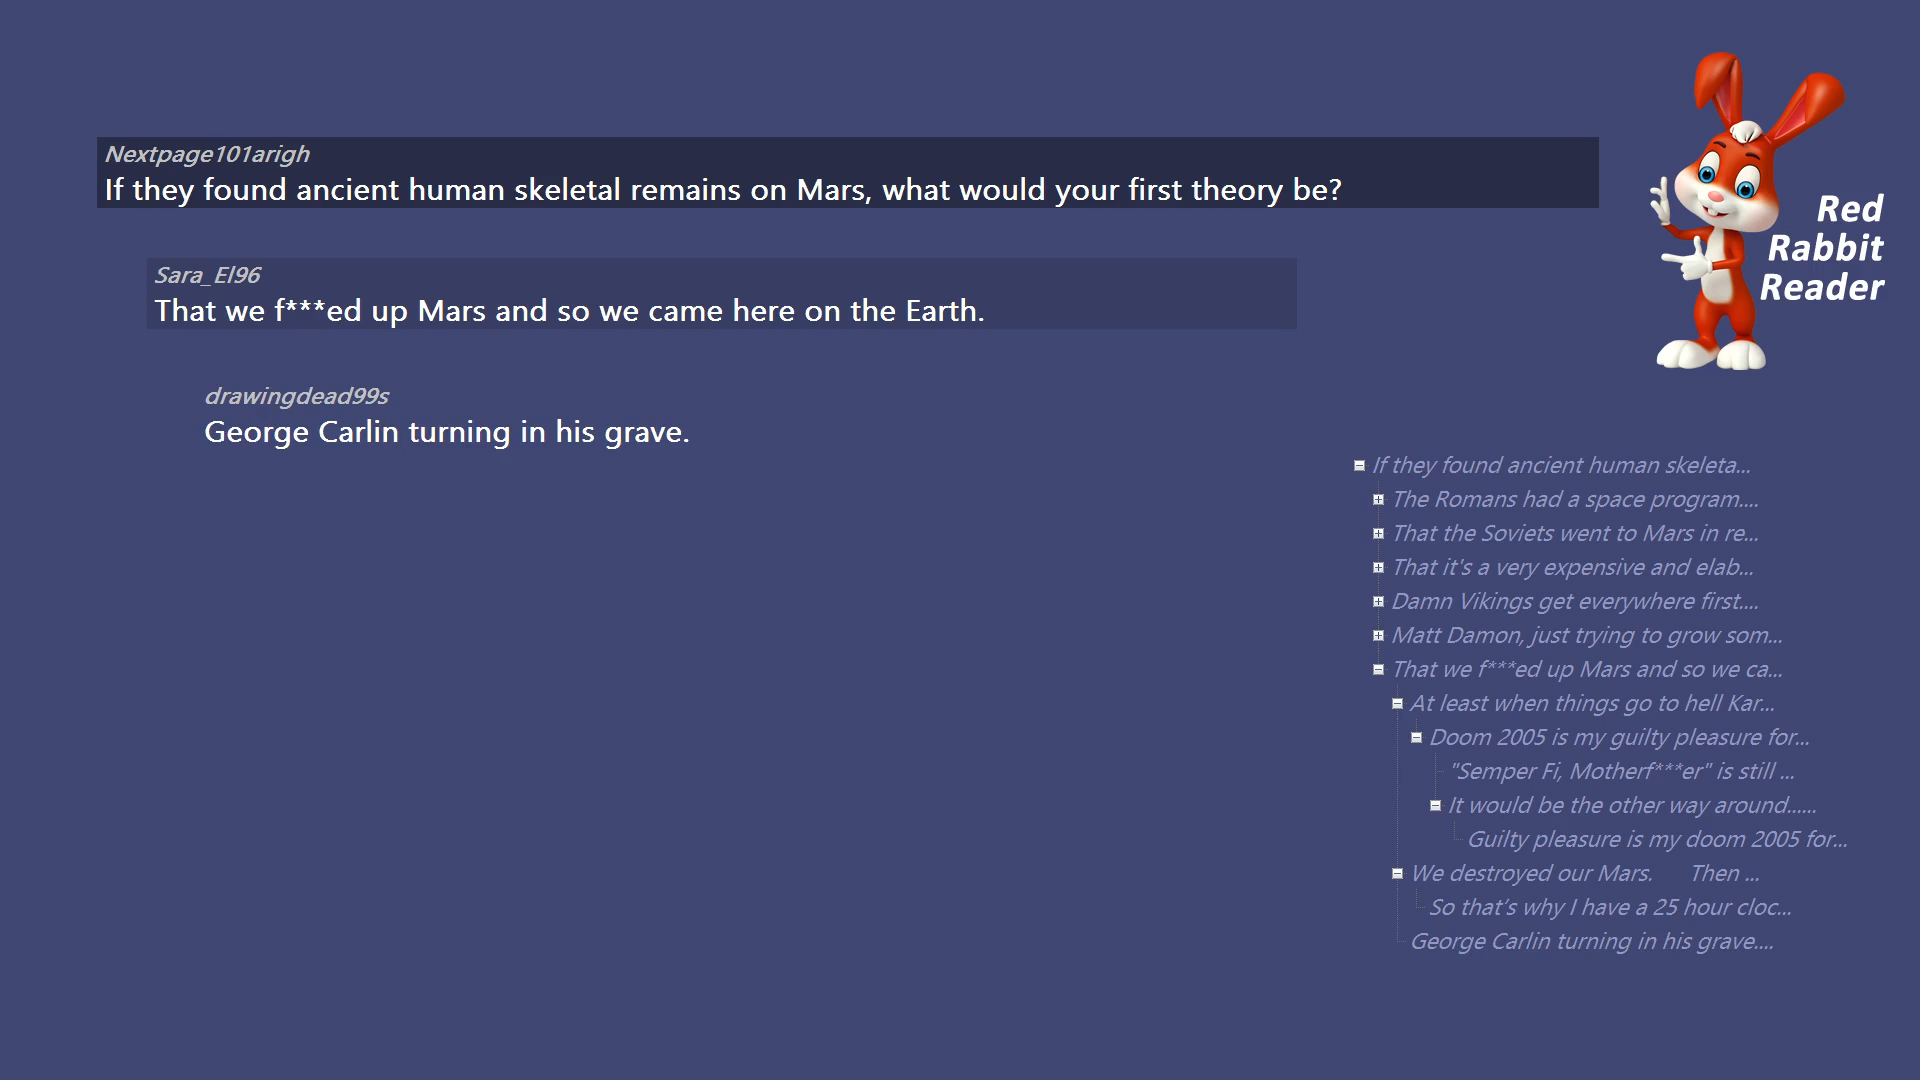 Nextpage101arigh
If they found ancient human skeletal remains on Mars, what would your first theory be?
Sara_El96
That we f***ed up Mars and so we came here on the Earth.
drawingdead99s
George Carlin turning in his grave.
Red
Rabbit
Reader
If they found ancient human skeleta...
The Romans had a space program....
That the Soviets went to Mars in re...
That it's a very expensive and elab...
Damn Vikings get everywhere first....
Matt Damon, just trying to grow som...
That we f***ed up Mars and so we ca...
At least when things go to hell Kar...
Doom 2005 is my guilty pleasure for...
"Semper Fi, Motherf***er" is still ...
It would be the other way around......
Guilty pleasure is my doom 2005 for...
We destroyed our Mars. Then ...
So that’s why I have a 25 hour cloc...
George Carlin turning in his grave....